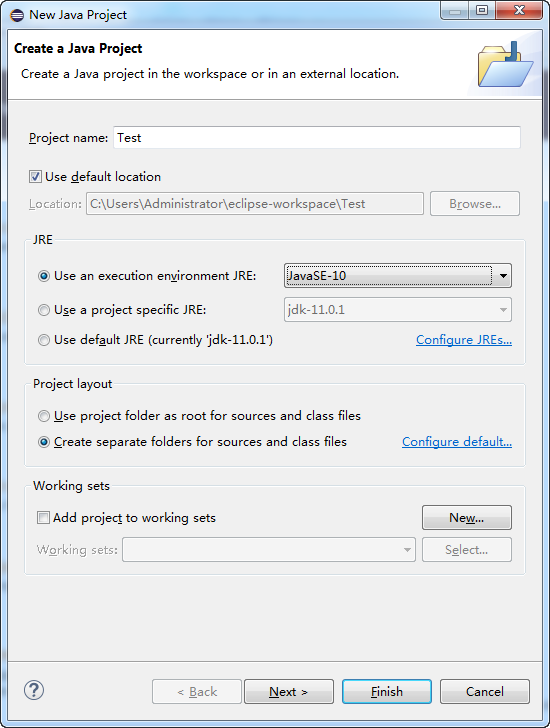 New Java Project
Create a Java Project
Create a Java project in the workspace or in an external location.
Project name: Test
Use default location
Location: C:\Users\Administrator\eclipse-workspace\Test Browse...
JRE
Use an execution environment JRE: JavaSE-10
Use a project specific JRE: jdk-11.0.1
Use default JRE (currently 'jdk-11.0.1') Configure JREs...
Project layout
Use project folder as root for sources and class files
Create separate folders for sources and class files Configure default...
Working sets
Add project to working sets New...
Working sets: Select...
? < Back Next > Finish Cancel